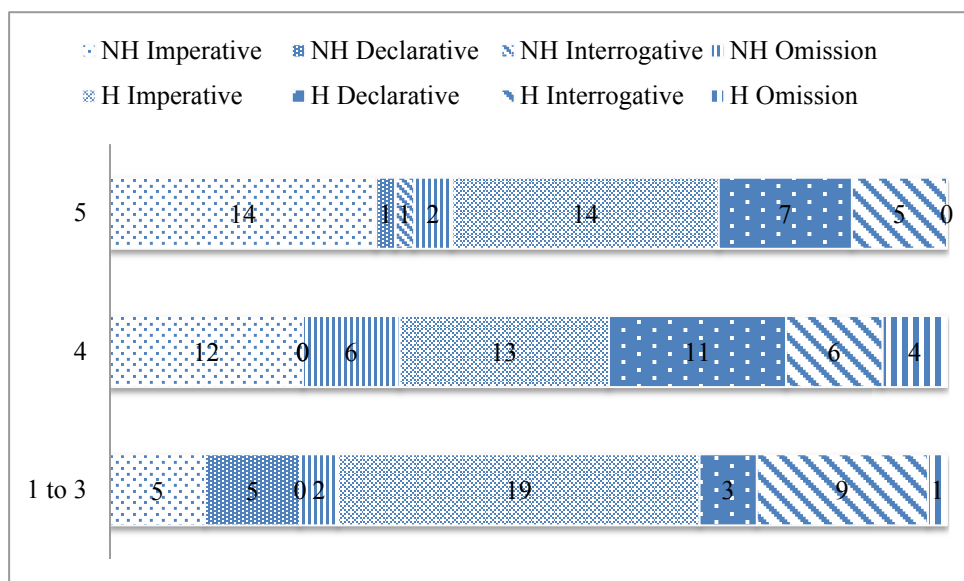 NH Imperative NH Declarative NH Interrogative NH Omission
H Imperative H Declarative H Interrogative H Omission
5 14 1 1 2 14 7 5 0
4 12 0 6 13 11 6 4
1 to 3 5 5 0 2 19 3 9 1